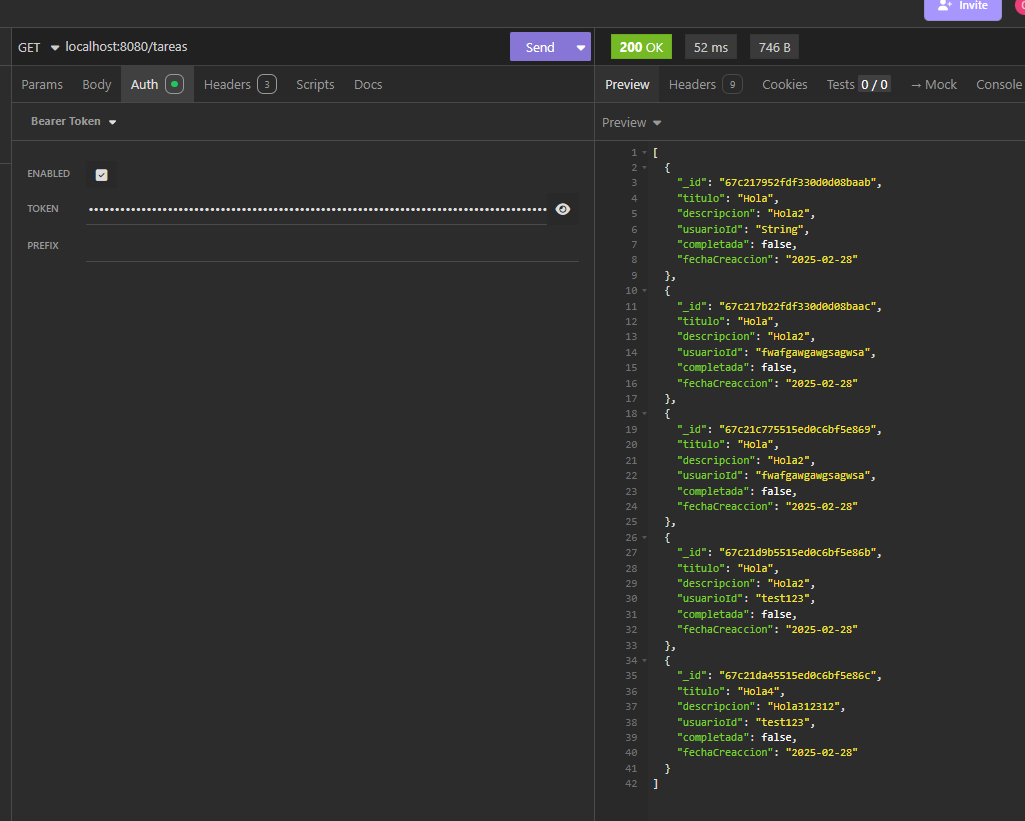 Invite
GET localhost:8080/tareas
Send
200 OK 52 ms 746 B
Params Body Auth Headers 3 Scripts Docs
Preview Headers 9 Cookies Tests 0 / 0 → Mock Console
Bearer Token
Preview
ENABLED
TOKEN ••••••••••••••••••••••••••••••••••••••••••••••••••••••••••••••••••••••••••••••••
PREFIX
1 [
2 {
3 "_id": "67c217952fdf330d0d08baab",
4 "titulo": "Hola",
5 "descripcion": "Hola2",
6 "usuarioId": "String",
7 "completada": false,
8 "fechaCreaccion": "2025-02-28"
9 },
10 {
11 "_id": "67c217b22fdf330d0d08baac",
12 "titulo": "Hola",
13 "descripcion": "Hola2",
14 "usuarioId": "fwafgawgawgsagwsa",
15 "completada": false,
16 "fechaCreaccion": "2025-02-28"
17 },
18 {
19 "_id": "67c21c775515ed0c6bf5e869",
20 "titulo": "Hola",
21 "descripcion": "Hola2",
22 "usuarioId": "fwafgawgawgsagwsa",
23 "completada": false,
24 "fechaCreaccion": "2025-02-28"
25 },
26 {
27 "_id": "67c21d9b5515ed0c6bf5e86b",
28 "titulo": "Hola",
29 "descripcion": "Hola2",
30 "usuarioId": "test123",
31 "completada": false,
32 "fechaCreaccion": "2025-02-28"
33 },
34 {
35 "_id": "67c21da45515ed0c6bf5e86c",
36 "titulo": "Hola4",
37 "descripcion": "Hola312312",
38 "usuarioId": "test123",
39 "completada": false,
40 "fechaCreaccion": "2025-02-28"
41 }
42 ]